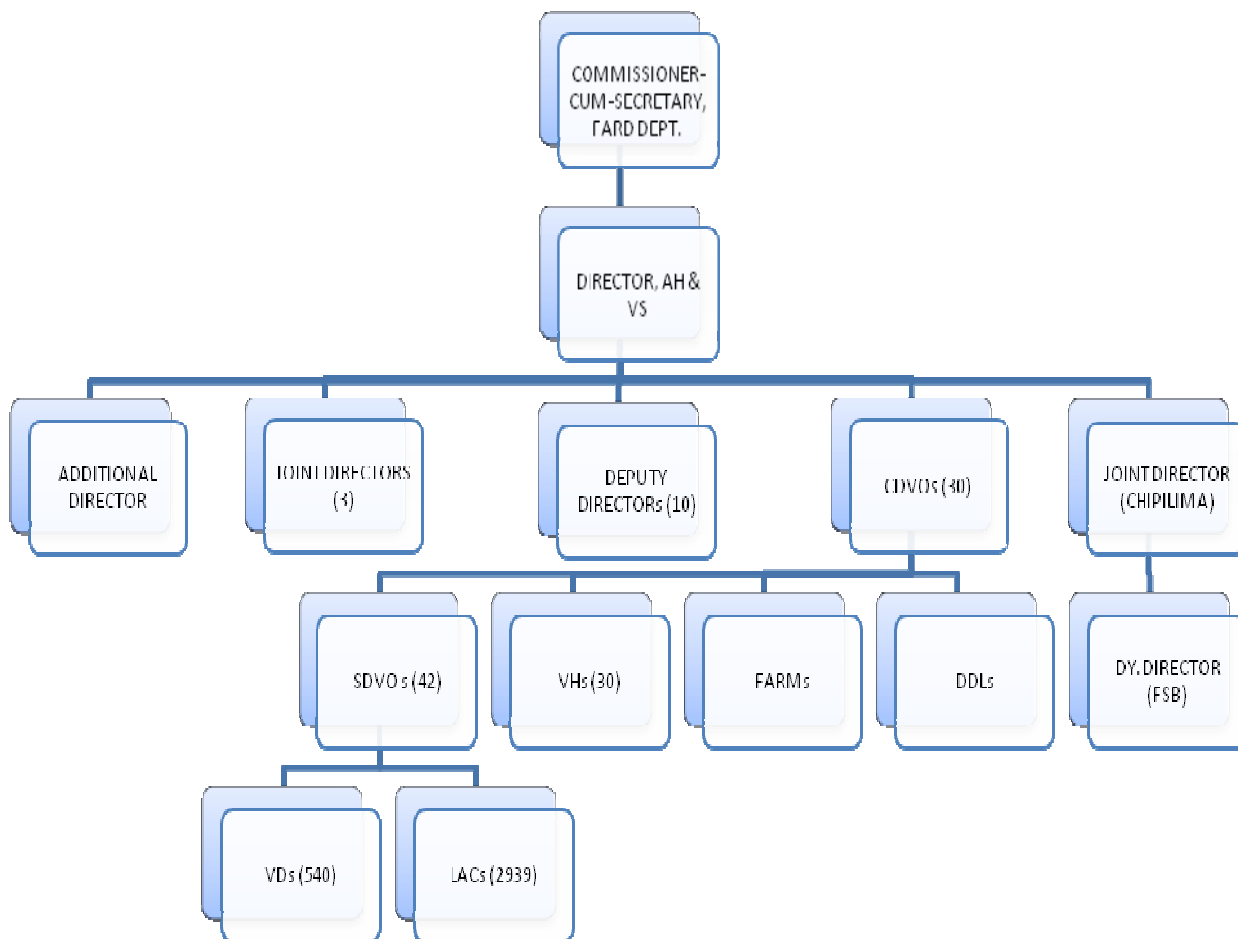 COMMISSIONER-
CUM-SECRETARY,
FARD DEPT.
DIRECTOR, AH &
VS
ADDITIONAL
DIRECTOR
JOINT DIRECTORS
(3)
DEPUTY
DIRECTORs (10)
CDVOs (30)
JOINT DIRECTOR
(CHIPILIMA)
SDVOs (42)
VHs (30)
FARMs
DDLs
DY. DIRECTOR
(FSB)
VDs (540)
LACs (2939)